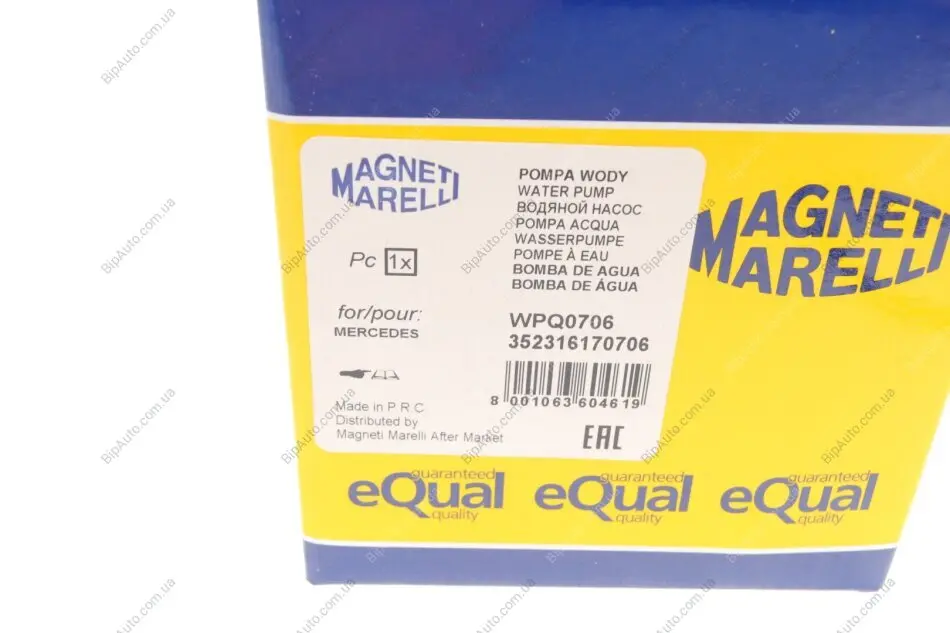 MAGNETI
MARELLI
Pc 1x
for/pour:
MERCEDES
Made in P R C
Distributed by
Magneti Marelli After Market
POMPA WODY
WATER PUMP
ВОДЯНОЙ НАСОС
POMPA ACQUA
WASSERPUMPE
POMPE À EAU
BOMBA DE AGUA
BOMBA DE ÁGUA
WPQ0706
352316170706
8 001063 604619
EAC
MAGNETI
MARELLI
guaranteed
eQual
quality
guaranteed
eQual
quality
guaranteed
eQual
quality
BipAuto.com.ua